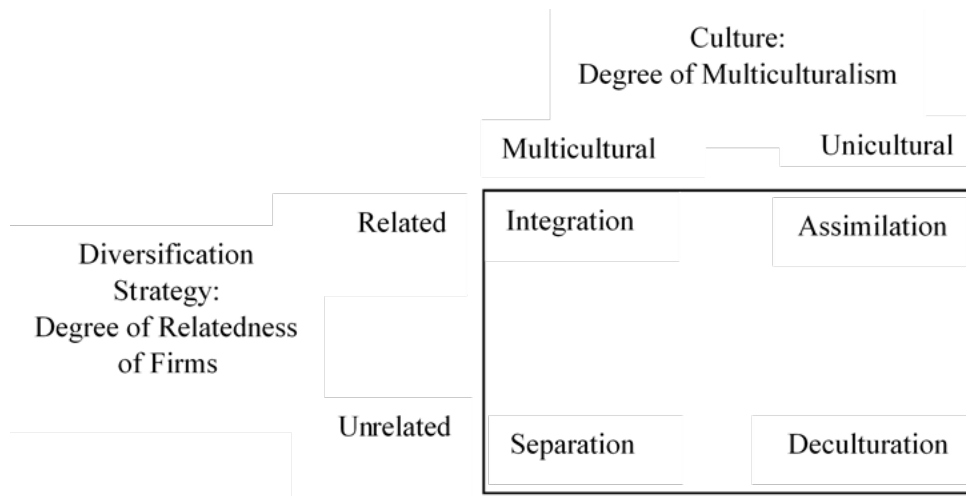 Culture:
Degree of Multiculturalism
Multicultural
Unicultural
Related
Integration
Assimilation
Diversification
Strategy:
Degree of Relatedness
of Firms
Unrelated
Separation
Deculturation